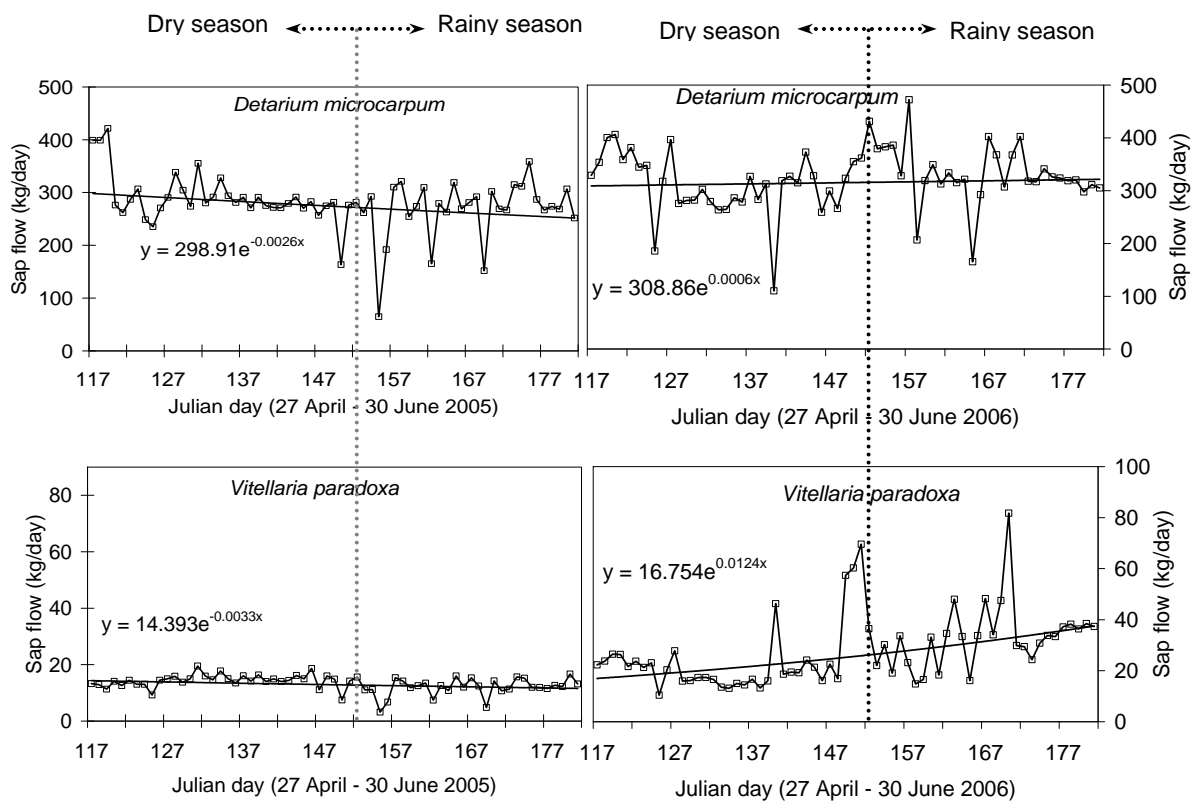 Dry season Rainy season
Dry season Rainy season
Detarium microcarpum
500
400
300
200
100
0
Sap flow (kg/day)
y = 298.91e^-0.0026x
117 127 137 147 157 167 177
Julian day (27 April - 30 June 2005)
Detarium microcarpum
500
400
300
200
100
0
Sap flow (kg/day)
y = 308.86e^0.0006x
117 127 137 147 157 167 177
Julian day (27 April - 30 June 2006)
Vitellaria paradoxa
80
60
40
20
0
Sap flow (kg/day)
y = 14.393e^-0.0033x
117 127 137 147 157 167 177
Julian day (27 April - 30 June 2005)
Vitellaria paradoxa
100
80
60
40
20
0
Sap flow (kg/day)
y = 16.754e^0.0124x
117 127 137 147 157 167 177
Julian day (27 April - 30 June 2006)